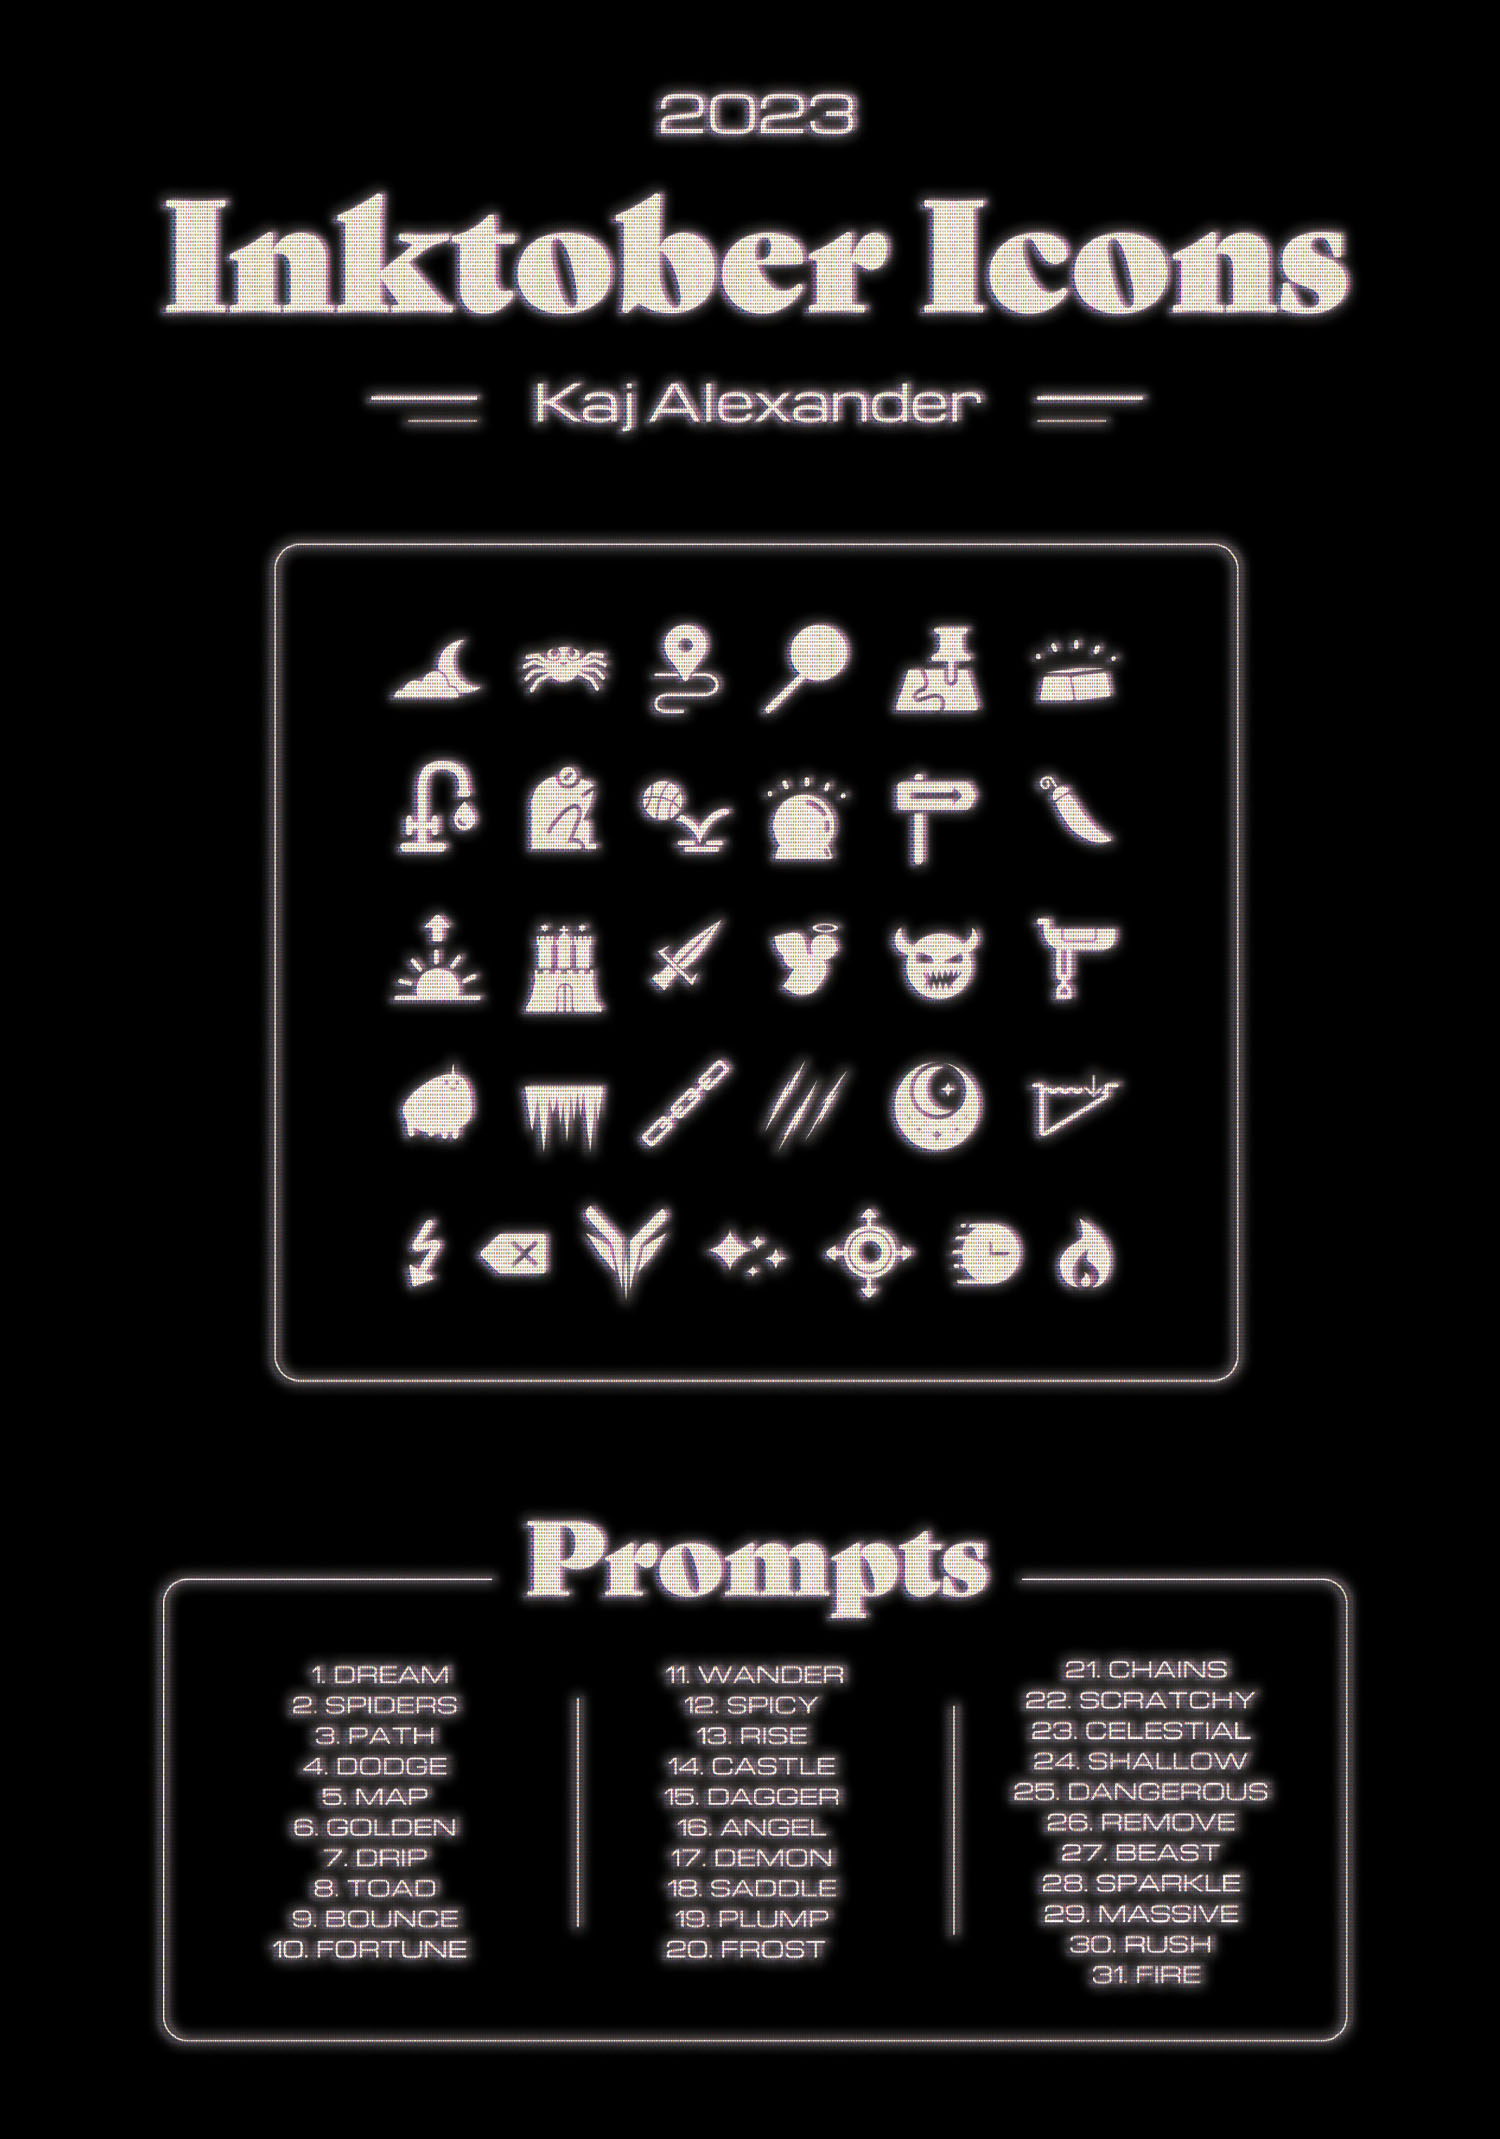 2023
Inktober Icons
Kaj Alexander
Prompts
1. DREAM
2. SPIDERS
3. PATH
4. DODGE
5. MAP
6. GOLDEN
7. DRIP
8. TOAD
9. BOUNCE
10. FORTUNE
11. WANDER
12. SPICY
13. RISE
14. CASTLE
15. DAGGER
16. ANGEL
17. DEMON
18. SADDLE
19. PLUMP
20. FROST
21. CHAINS
22. SCRATCHY
23. CELESTIAL
24. SHALLOW
25. DANGEROUS
26. REMOVE
27. BEAST
28. SPARKLE
29. MASSIVE
30. RUSH
31. FIRE